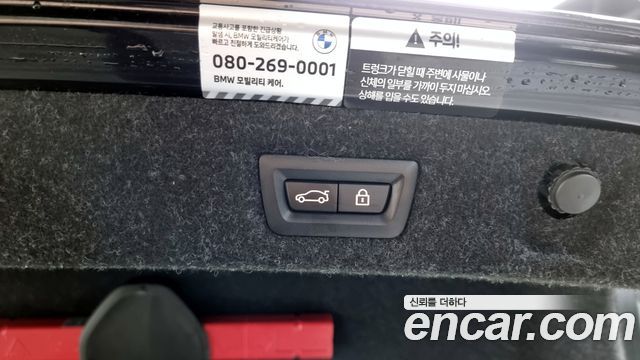 교통사고를 포함한 긴급상황
발생 시, BMW 모빌리티케어가
빠르고 친절하게 도와드리겠습니다.
080-269-0001
BMW 모빌리티 케어.
주의!
트렁크가 닫힐 때 주변에 사물이나
신체의 일부를 가까이 두지 마십시오
상해를 입을 수도 있습니다.
신뢰를 더하다
encar.com